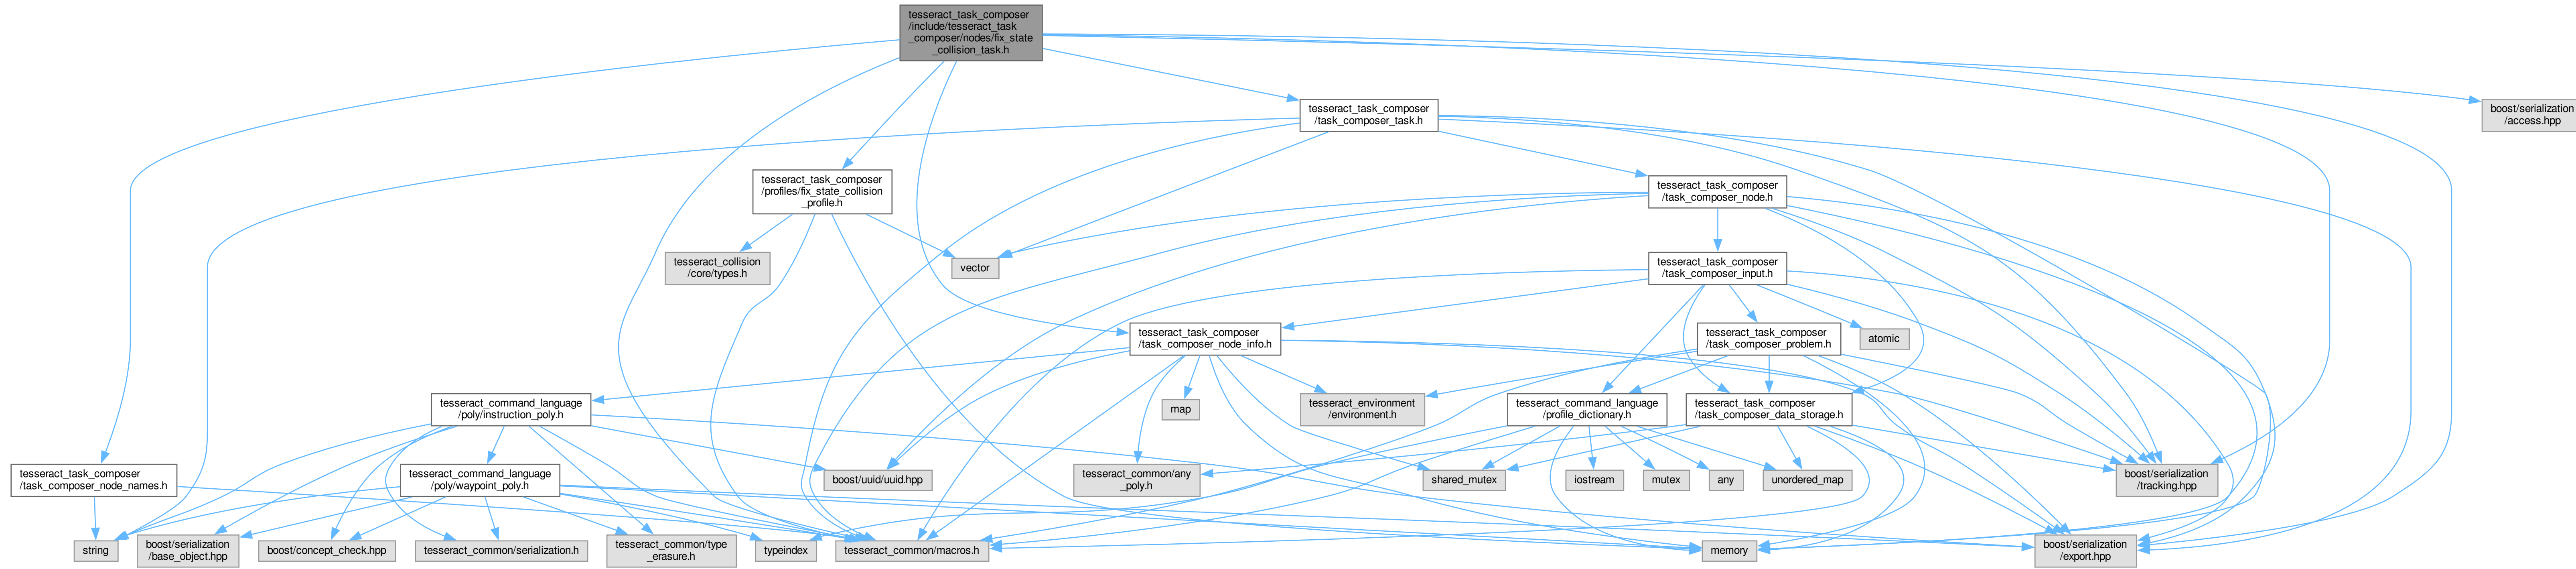 tesseract_task_composer
/include/tesseract_task
_composer/nodes/fix_state
_collision_task.h
boost/serialization
/access.hpp
tesseract_task_composer
/task_composer_task.h
tesseract_task_composer
/profiles/fix_state_collision
_profile.h
tesseract_task_composer
/task_composer_node.h
tesseract_collision
/core/types.h
vector
tesseract_task_composer
/task_composer_input.h
tesseract_task_composer
/task_composer_node_info.h
tesseract_task_composer
/task_composer_problem.h
atomic
tesseract_command_language
/poly/instruction_poly.h
map
tesseract_environment
/environment.h
tesseract_command_language
/profile_dictionary.h
tesseract_task_composer
/task_composer_data_storage.h
tesseract_task_composer
/task_composer_node_names.h
tesseract_command_language
/poly/waypoint_poly.h
boost/uuid/uuid.hpp
tesseract_common/any
_poly.h
shared_mutex
iostream
mutex
any
unordered_map
boost/serialization
/tracking.hpp
string
boost/serialization
/base_object.hpp
boost/concept_check.hpp
tesseract_common/serialization.h
tesseract_common/type
_erasure.h
typeindex
tesseract_common/macros.h
memory
boost/serialization
/export.hpp